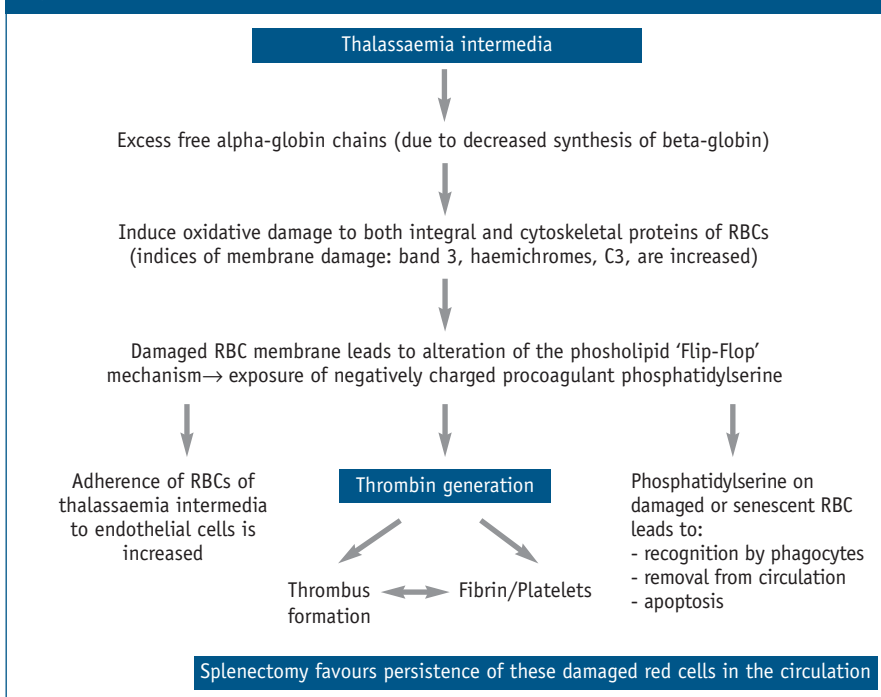 Thalassaemia intermedia
Excess free alpha-globin chains (due to decreased synthesis of beta-globin)
Induce oxidative damage to both integral and cytoskeletal proteins of RBCs
(indices of membrane damage: band 3, haemichromes, C3, are increased)
Damaged RBC membrane leads to alteration of the phosholipid ‘Flip-Flop’
mechanism→ exposure of negatively charged procoagulant phosphatidylserine
Adherence of RBCs of
thalassaemia intermedia
to endothelial cells is
increased
Thrombin generation
Thrombus
formation
Fibrin/Platelets
Phosphatidylserine on
damaged or senescent RBC
leads to:
- recognition by phagocytes
- removal from circulation
- apoptosis
Splenectomy favours persistence of these damaged red cells in the circulation